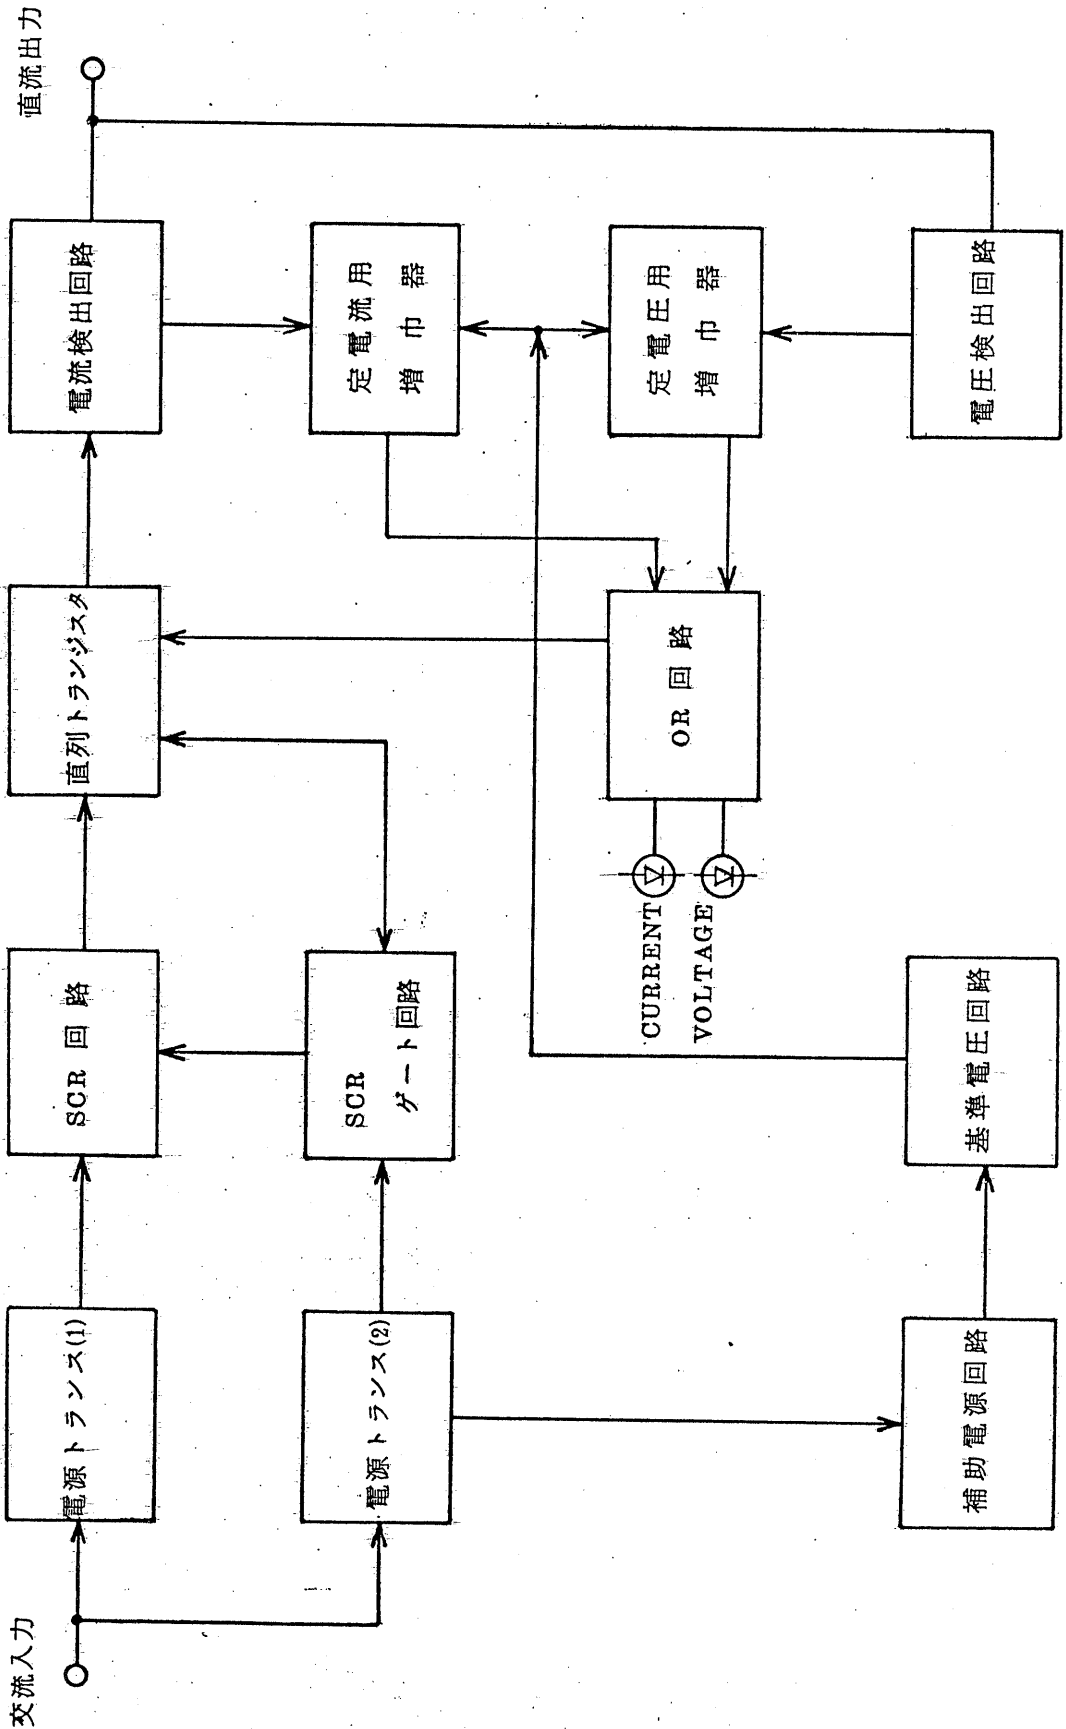 交流入力
電源トランス(1)
SCR 回路
直列トランジスタ
電流検出回路
直流出力
電源トランス(2)
SCR
ゲート回路
定電流用
増巾器
CURRENT
VOLTAGE
OR 回路
定電圧用
増巾器
補助電源回路
基準電圧回路
電圧検出回路